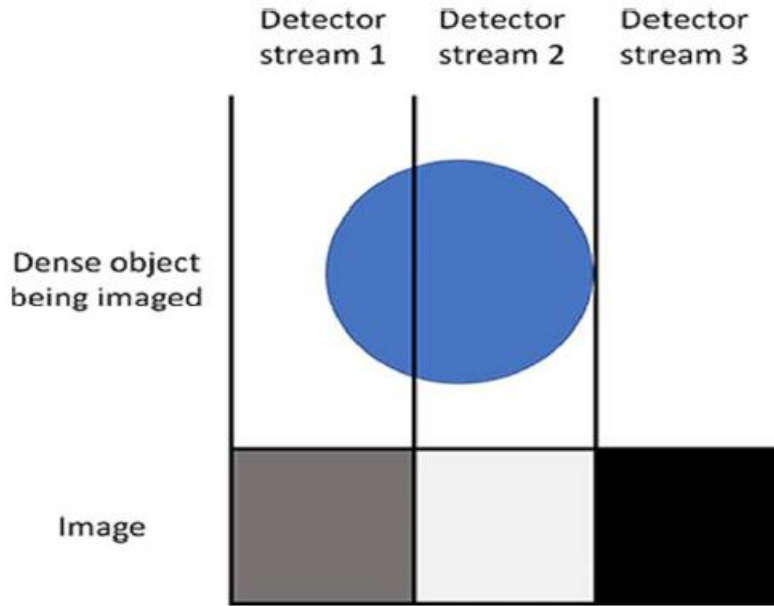 Detector
stream 1
Detector
stream 2
Detector
stream 3
Dense object
being imaged
Image